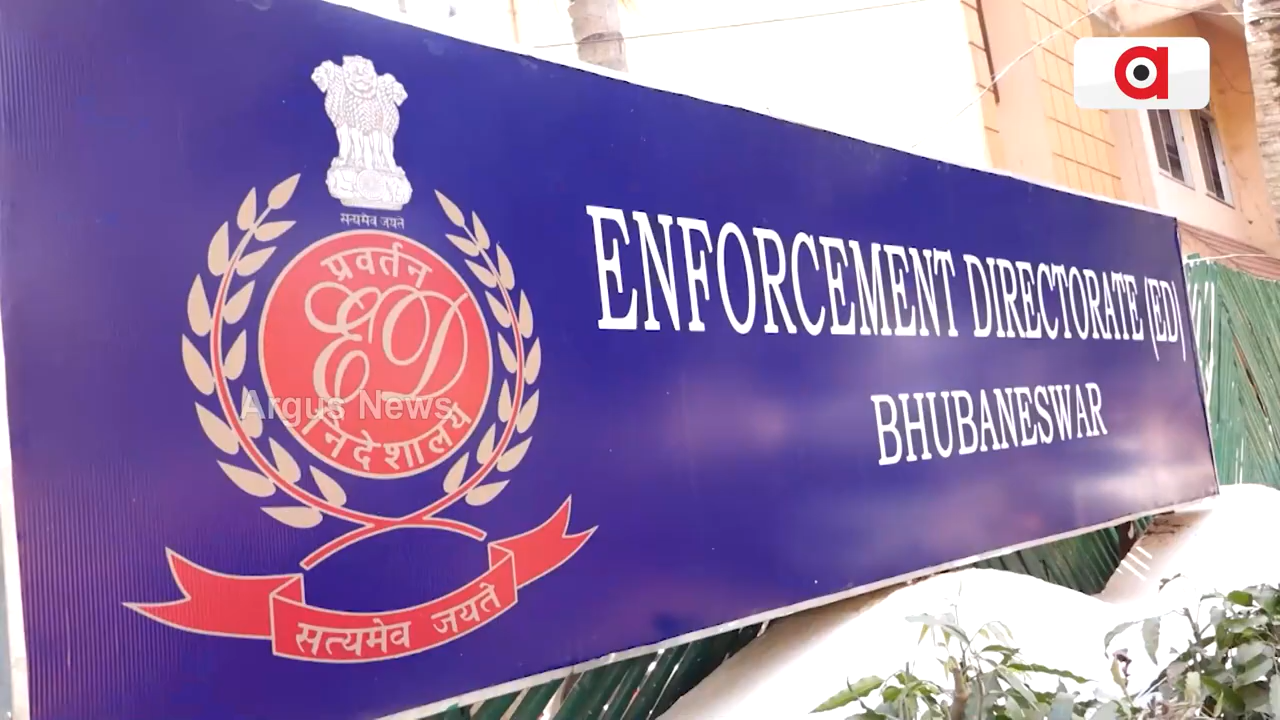 सत्यमेव जयते
प्रवर्तन
ED
निदेशालय
सत्यमेव जयते
ENFORCEMENT DIRECTORATE (ED)
BHUBANESWAR
Argus News
a